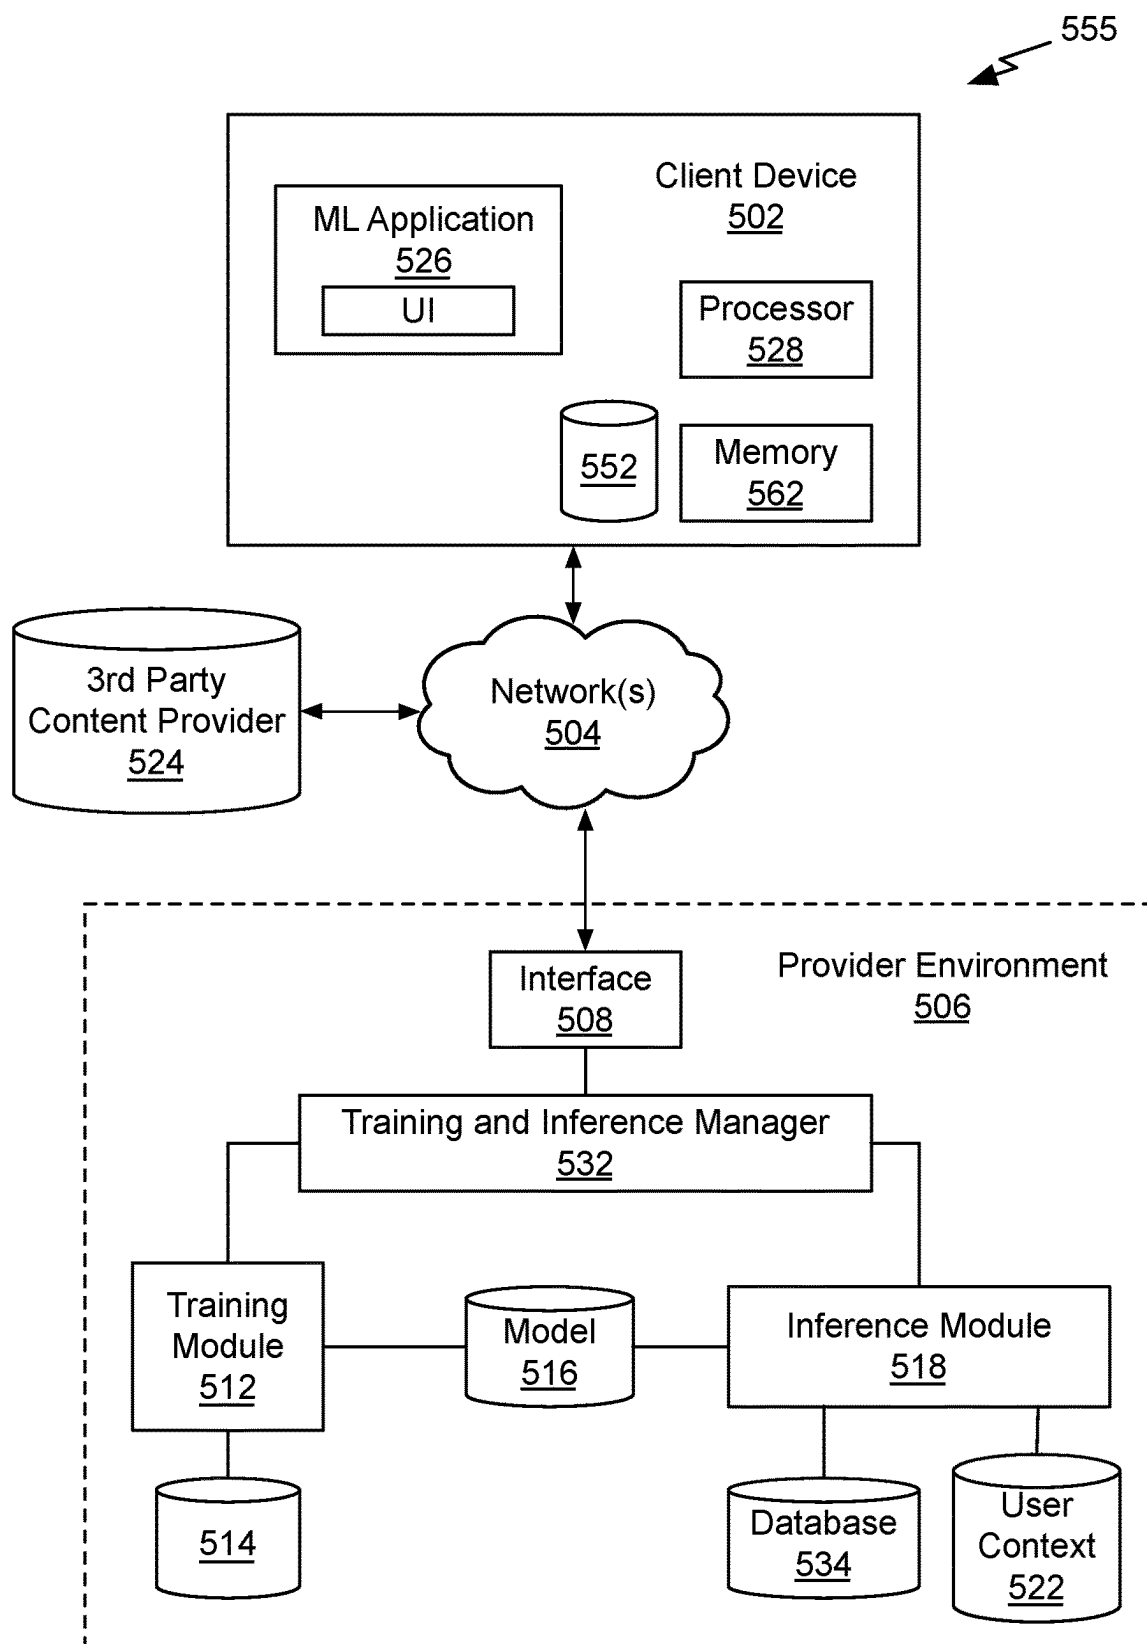 555
Client Device
502
ML Application
526
UI
Processor
528
552
Memory
562
3rd Party
Content Provider
524
Network(s)
504
Interface
508
Provider Environment
506
Training and Inference Manager
532
Training
Module
512
Model
516
Inference Module
518
514
Database
534
User
Context
522